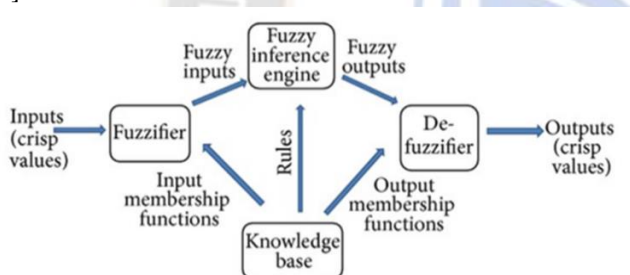 Fuzzy
inference
engine
Fuzzy
inputs
Fuzzy
outputs
Inputs
(crisp
values)
Fuzzifier
Rules
De-
fuzzifier
Outputs
(crisp
values)
Input
membership
functions
Output
membership
functions
Knowledge
base